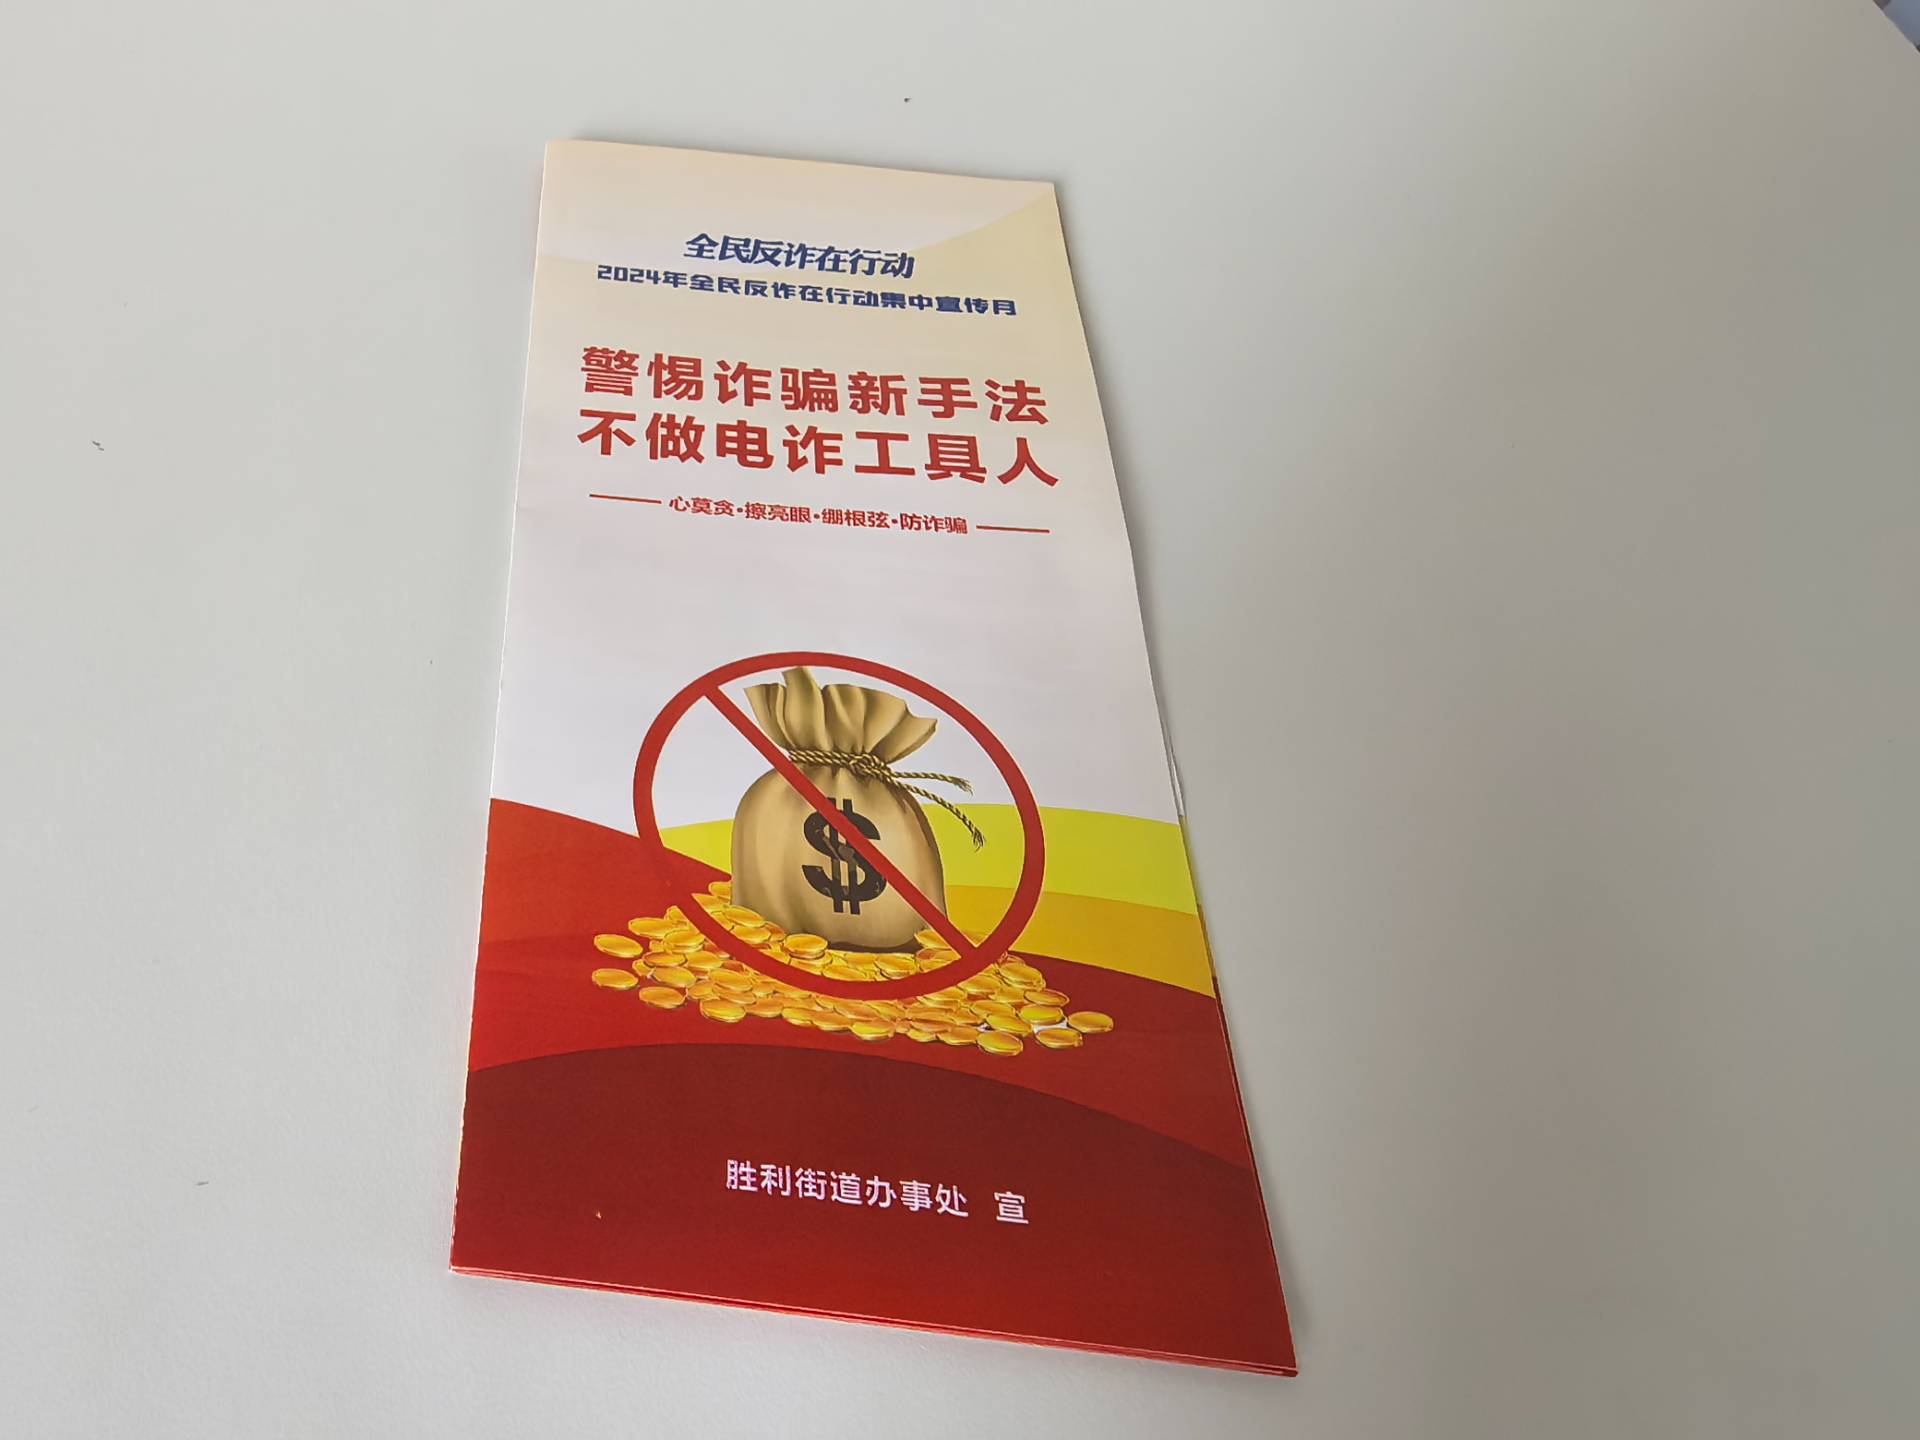 全民反诈在行动
2024年全民反诈在行动集中宣传月
警惕诈骗新手法
不做电诈工具人
心莫贪·擦亮眼·绷根弦·防诈骗
$
胜利街道办事处 宣